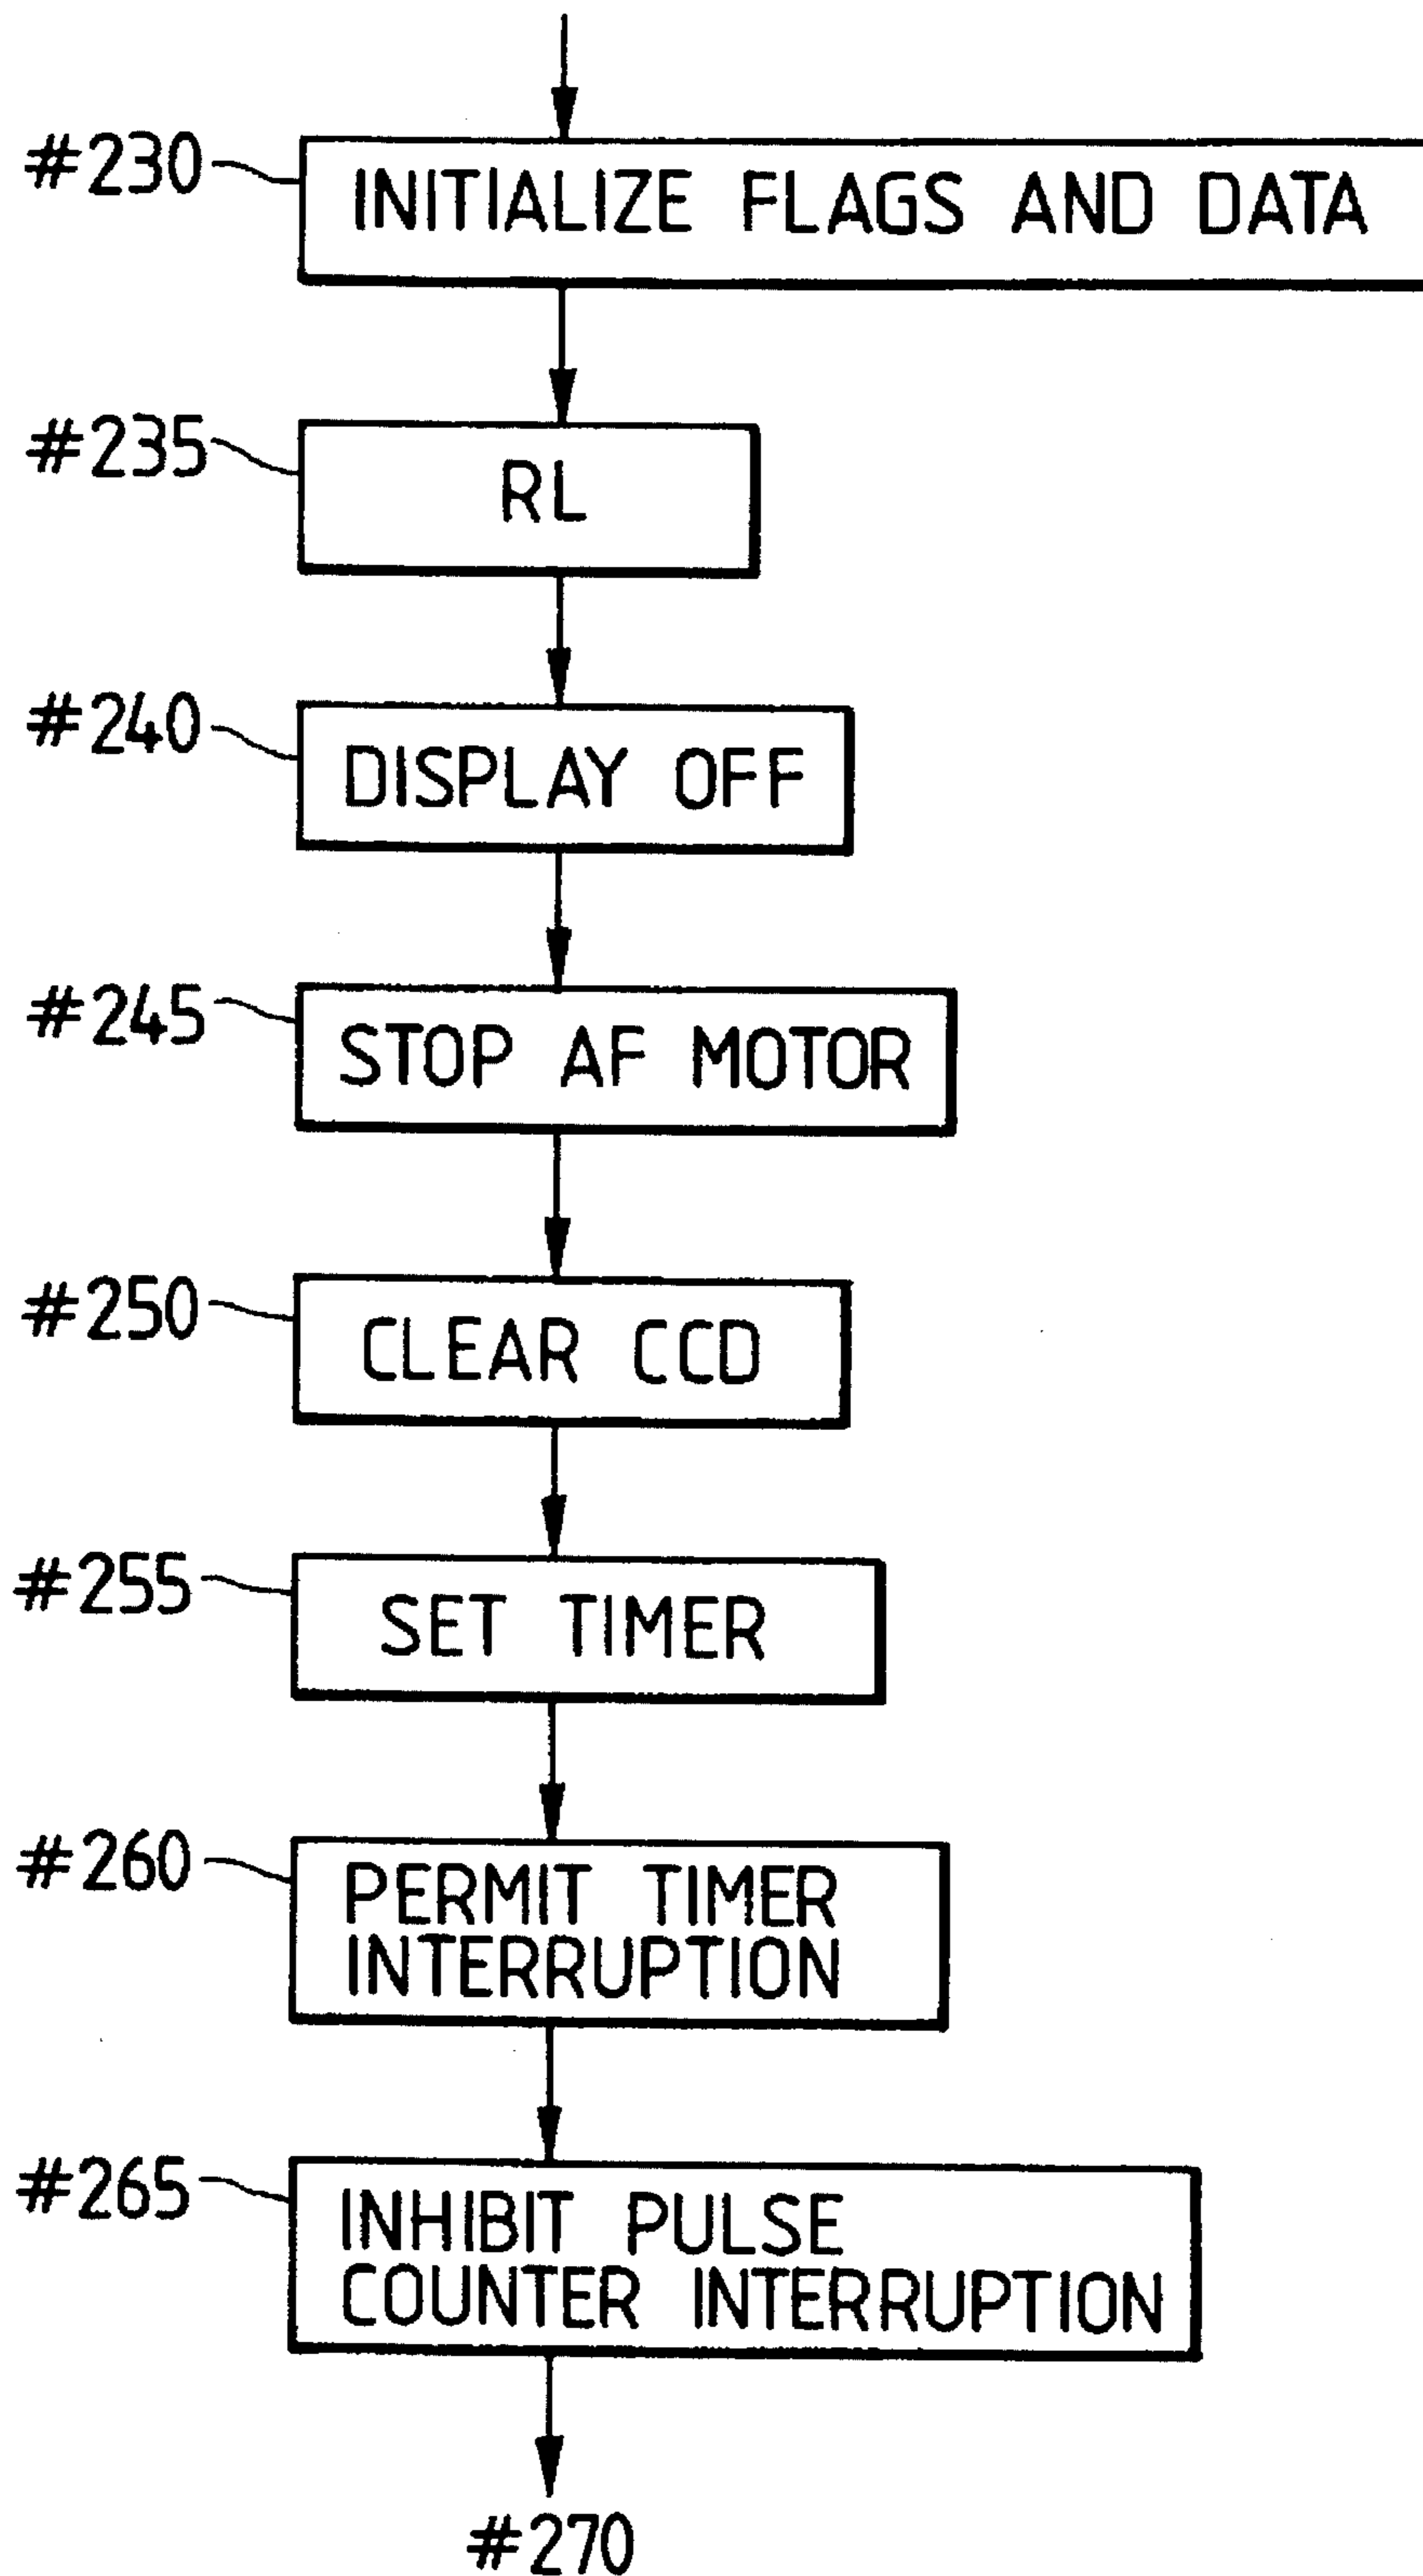 #230
INITIALIZE FLAGS AND DATA
#235
RL
#240
DISPLAY OFF
#245
STOP AF MOTOR
#250
CLEAR CCD
#255
SET TIMER
#260
PERMIT TIMER
INTERRUPTION
#265
INHIBIT PULSE
COUNTER INTERRUPTION
#270